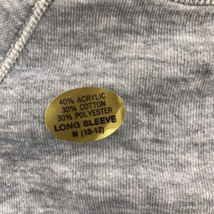 40% ACRYLIC
30% COTTON
30% POLYESTER
LONG SLEEVE
M (10-12)